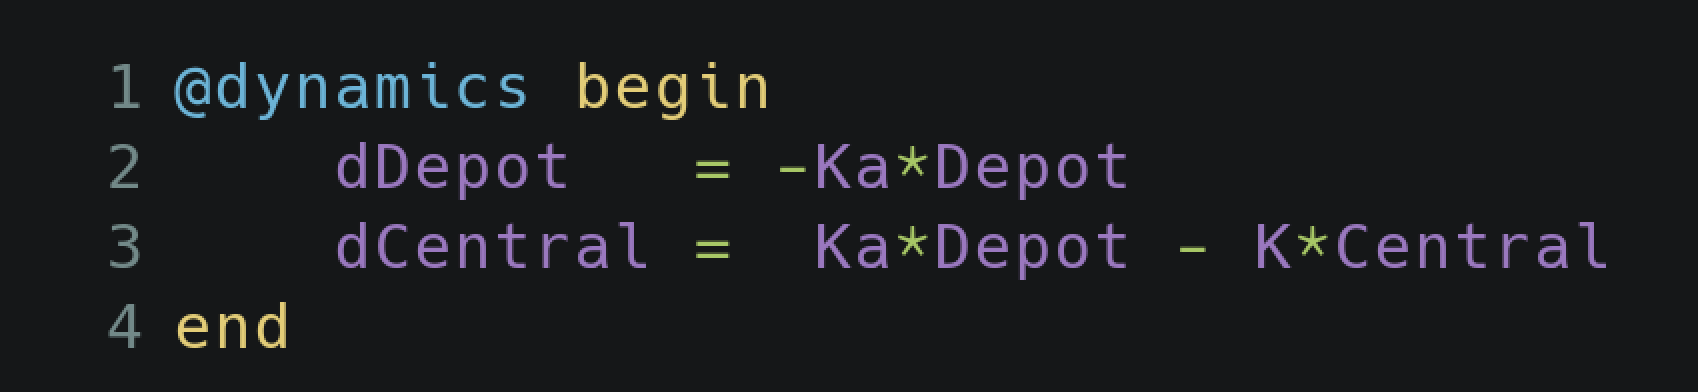 1 @dynamics begin
2     dDepot   = -Ka*Depot
3     dCentral =  Ka*Depot - K*Central
4 end